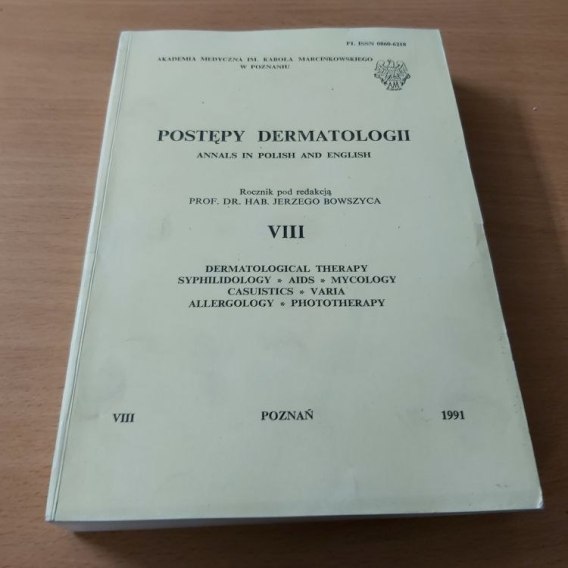 PL ISSN 0860-6218
AKADEMIA MEDYCZNA IM. KAROLA MARCINKOWSKIEGO
W POZNANIU
AM
POSTĘPY DERMATOLOGII
ANNALS IN POLISH AND ENGLISH
Rocznik pod redakcją
PROF. DR. HAB. JERZEGO BOWSZYCA
VIII
DERMATOLOGICAL THERAPY
SYPHILIDOLOGY » AIDS » MYCOLOGY
CASUISTICS » VARIA
ALLERGOLOGY » PHOTOTHERAPY
VIII POZNAŃ 1991